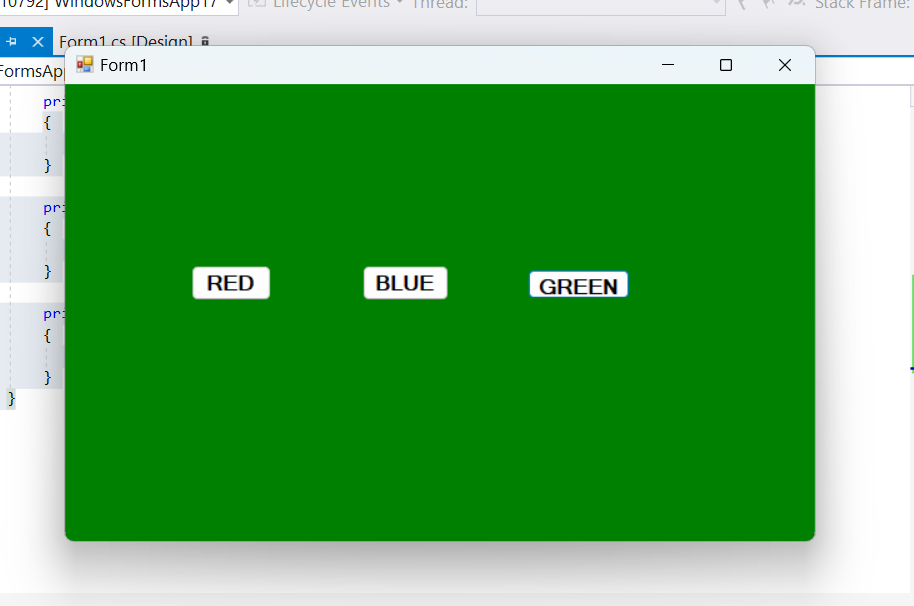 10792] WindowsFormsApp17 Lifecycle Events Thread: Stack Frame:
Form1.cs [Design]
FormsAp
Form1
pri
{
}
pri
{
}
pri
{
}
}
RED BLUE GREEN